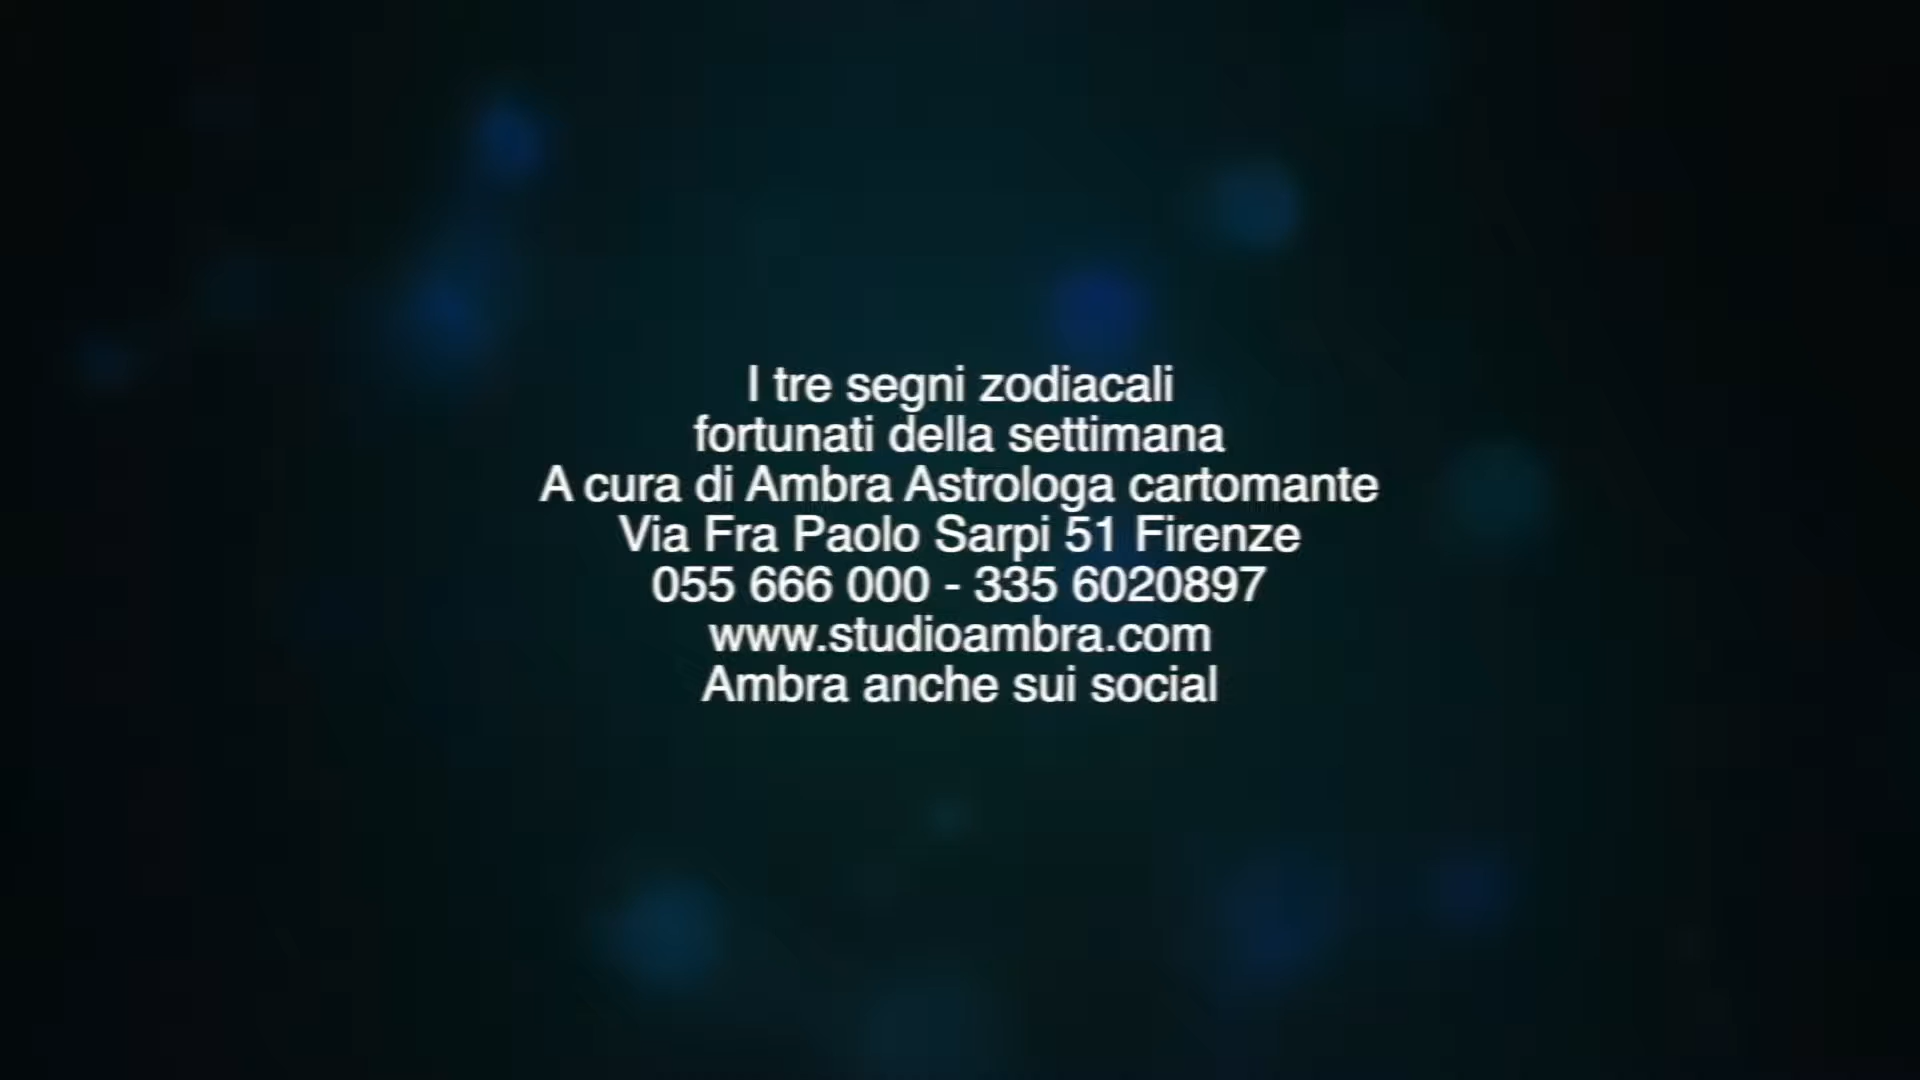 I tre segni zodiacali
fortunati della settimana
A cura di Ambra Astrologa cartomante
Via Fra Paolo Sarpi 51 Firenze
055 666 000 - 335 6020897
www.studioambra.com
Ambra anche sui social